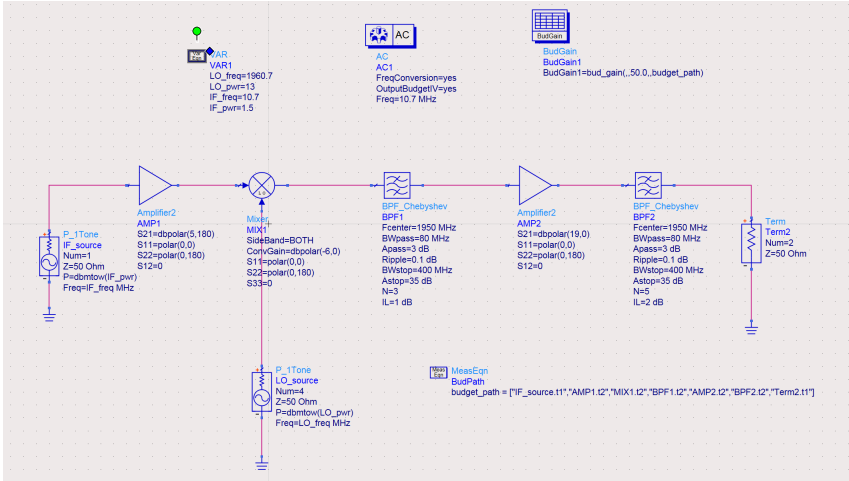 VAR
VAR1
LO_freq=1960.7
LO_pwr=13
IF_freq=10.7
IF_pwr=1.5
Var
Eqn
AC
AC
AC1
FreqConversion=yes
OutputBudgetIV=yes
Freq=10.7 MHz
BudGain
BudGain
BudGain1
BudGain1=bud_gain(,,50.0,,budget_path)
P_1Tone
IF_source
Num=1
Z=50 Ohm
P=dbmtow(IF_pwr)
Freq=IF_freq MHz
Amplifier2
AMP1
S21=dbpolar(5,180)
S11=polar(0,0)
S22=polar(0,180)
S12=0
Mixer
MIX1
SideBand=BOTH
ConvGain=dbpolar(-6,0)
S11=polar(0,0)
S22=polar(0,180)
S33=0
BPF_Chebyshev
BPF1
Fcenter=1950 MHz
BWpass=80 MHz
Apass=3 dB
Ripple=0.1 dB
BWstop=400 MHz
Astop=35 dB
N=3
IL=1 dB
Amplifier2
AMP2
S21=dbpolar(19,0)
S11=polar(0,0)
S22=polar(0,180)
S12=0
BPF_Chebyshev
BPF2
Fcenter=1950 MHz
BWpass=80 MHz
Apass=3 dB
Ripple=0.1 dB
BWstop=400 MHz
Astop=35 dB
N=5
IL=2 dB
Term
Term2
Num=2
Z=50 Ohm
P_1Tone
LO_source
Num=4
Z=50 Ohm
P=dbmtow(LO_pwr)
Freq=LO_freq MHz
Meas
Eqn
MeasEqn
BudPath
budget_path = ["IF_source.t1","AMP1.t2","MIX1.t2","BPF1.t2","AMP2.t2","BPF2.t2","Term2.t1"]